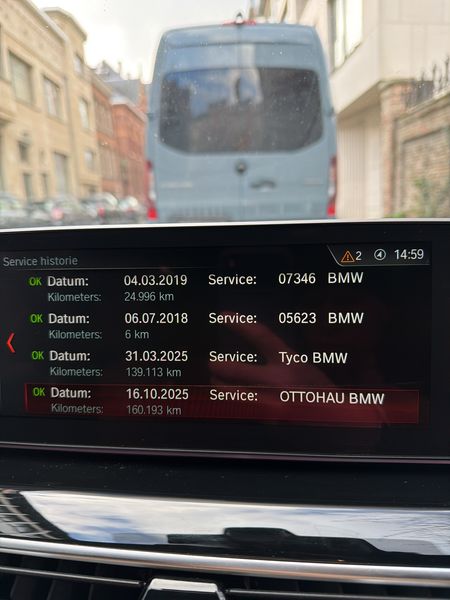 Service historie
2
14:59
OK Datum: 04.03.2019 Service: 07346 BMW
Kilometers: 24.996 km
OK Datum: 06.07.2018 Service: 05623 BMW
Kilometers: 6 km
OK Datum: 31.03.2025 Service: Tyco BMW
Kilometers: 139.113 km
OK Datum: 16.10.2025 Service: OTTOHAU BMW
Kilometers: 160.193 km